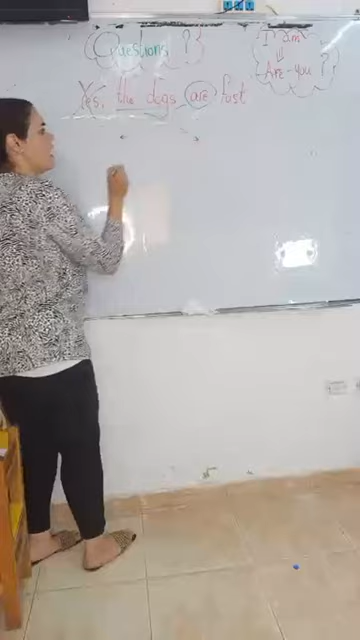 Questions ?
I am
Are - you ?
Yes, the dogs are fast